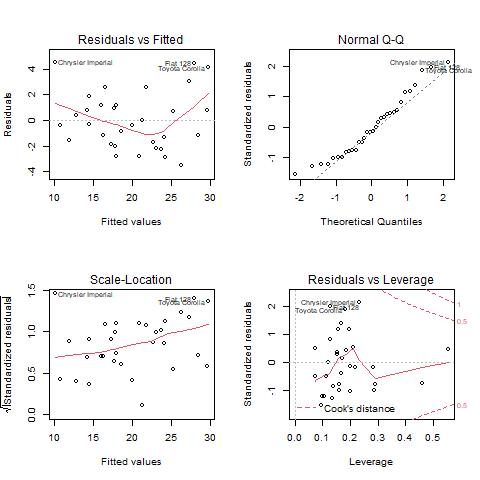 Residuals vs Fitted
Residuals
4
2
0
-2
-4
Chrysler Imperial
Fiat 128
Toyota Corolla
10 15 20 25 30
Fitted values
Normal Q-Q
Standardized residuals
2
1
0
-1
Chrysler Imperial
Fiat 128
Toyota Corolla
-2 -1 0 1 2
Theoretical Quantiles
Scale-Location
√|Standardized residuals|
1.5
1.0
0.5
0.0
Chrysler Imperial
Fiat 128
Toyota Corolla
10 15 20 25 30
Fitted values
Residuals vs Leverage
Standardized residuals
2
1
0
-1
Chrysler Imperial
Fiat 128
Toyota Corolla
1
0.5
0.5
Cook's distance
0.0 0.1 0.2 0.3 0.4 0.5
Leverage